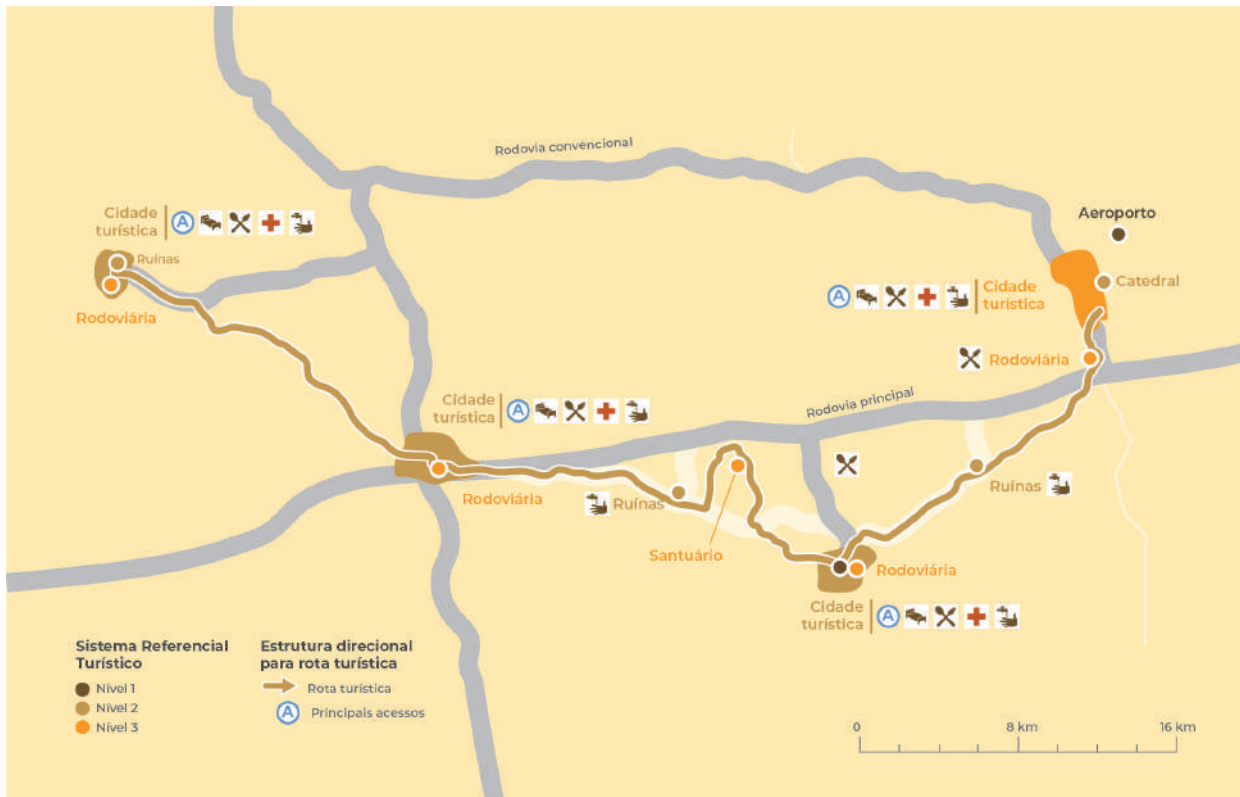 Rodovia convencional
Cidade
turística
A
Ruínas
Rodoviária
Aeroporto
Catedral
A
Cidade
turística
Rodoviária
Rodovia principal
Cidade
turística
A
Rodoviária
Ruínas
Ruínas
Santuário
Rodoviária
Cidade
turística
A
Sistema Referencial
Turístico
Nível 1
Nível 2
Nível 3
Estrutura direcional
para rota turística
Rota turística
A
Principais acessos
0
8 km
16 km